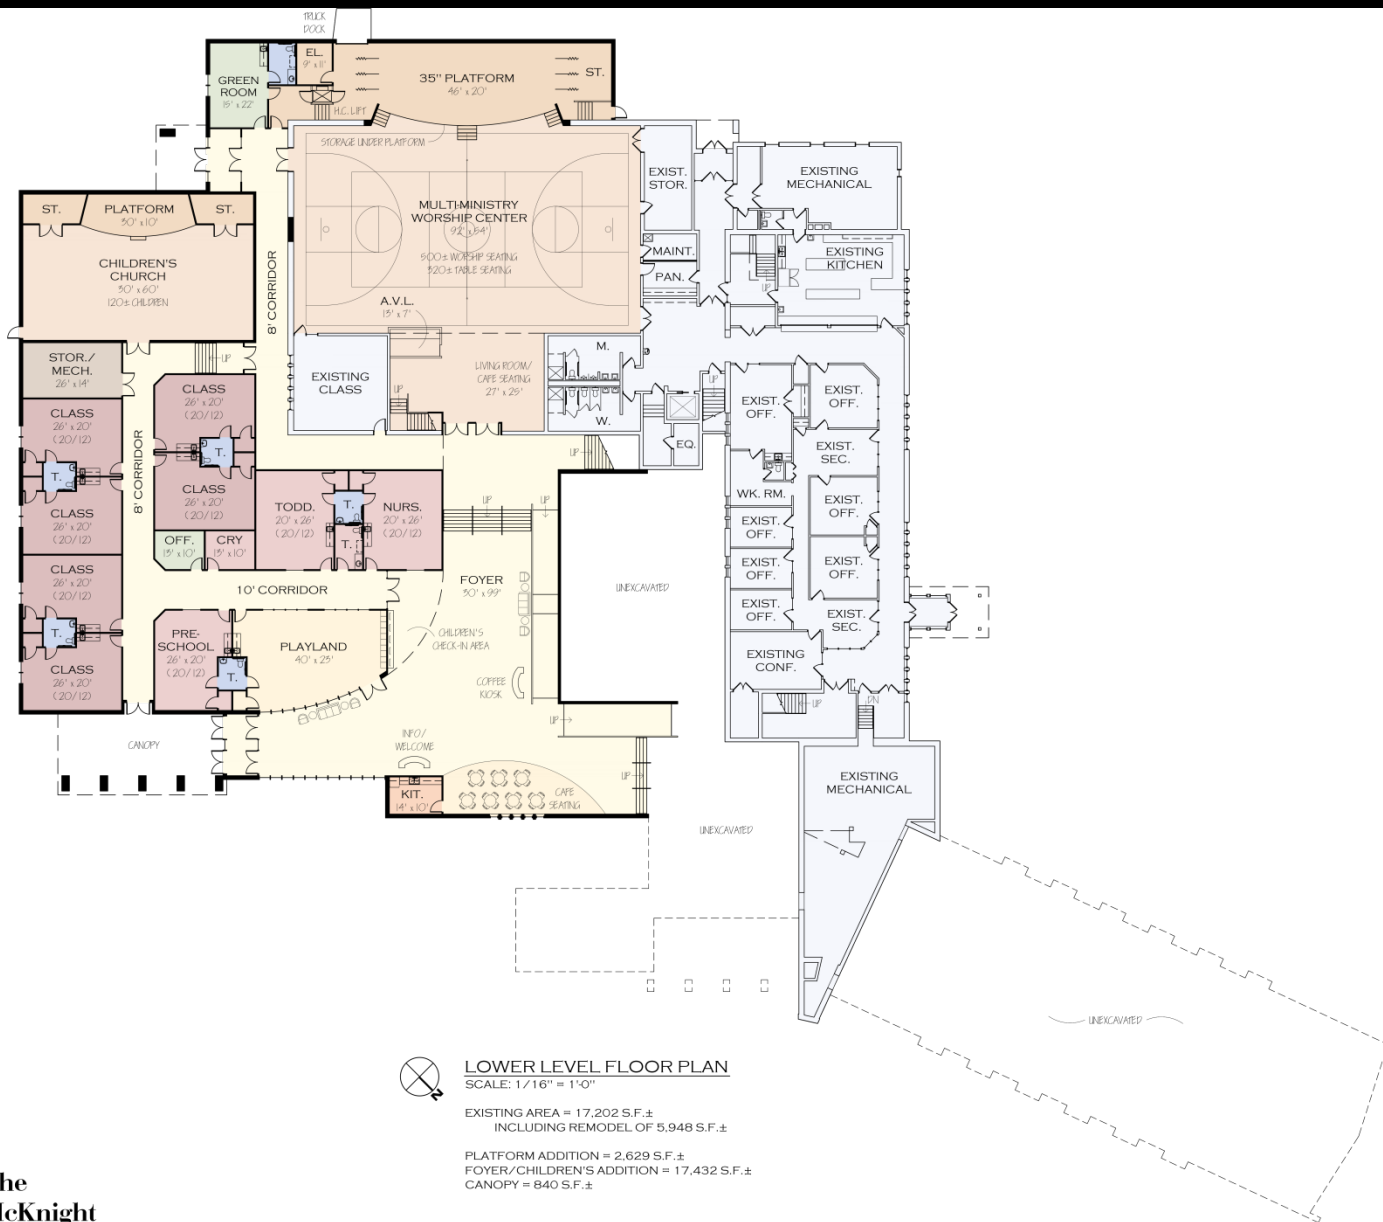 TRUCK
DOCK
EL.
9' x 11'
GREEN
ROOM
15' x 22'
35" PLATFORM
46' x 20'
ST.
H.C. LIFT
STORAGE UNDER PLATFORM
EXIST.
STOR.
EXISTING
MECHANICAL
ST.
PLATFORM
30' x 10'
ST.
MULTI-MINISTRY
WORSHIP CENTER
92' x 54'
500± WORSHIP SEATING
320± TABLE SEATING
MAINT.
PAN.
EXISTING
KITCHEN
UP
CHILDREN'S
CHURCH
30' x 60'
120± CHILDREN
8' CORRIDOR
A.V.L.
13' x 7'
STOR./
MECH.
26' x 14'
UP
EXISTING
CLASS
LIVING ROOM/
CAFE SEATING
27' x 25'
UP
M.
W.
UP
EQ.
EXIST.
OFF.
EXIST.
OFF.
CLASS
26' x 20'
(20/12)
CLASS
26' x 20'
(20/12)
T.
T.
8' CORRIDOR
UP
EXIST.
SEC.
WK. RM.
CLASS
26' x 20'
(20/12)
CLASS
26' x 20'
(20/12)
TODD.
20' x 26'
(20/12)
T.
T.
NURS.
20' x 26'
(20/12)
UP
UP
EXIST.
OFF.
EXIST.
OFF.
OFF.
13' x 10'
CRY
13' x 10'
EXIST.
OFF.
EXIST.
OFF.
CLASS
26' x 20'
(20/12)
10' CORRIDOR
FOYER
30' x 99'
UNEXCAVATED
EXIST.
OFF.
EXIST.
SEC.
T.
PRE-
SCHOOL
26' x 20'
(20/12)
PLAYLAND
40' x 25'
CHILDREN'S
CHECK-IN AREA
EXISTING
CONF.
CLASS
26' x 20'
(20/12)
T.
COFFEE
KIOSK
UP
DN
UP
CANOPY
INFO/
WELCOME
UP
KIT.
14' x 10'
CAFE
SEATING
EXISTING
MECHANICAL
UNEXCAVATED
UNEXCAVATED
N
LOWER LEVEL FLOOR PLAN
SCALE: 1/16" = 1'-0"
EXISTING AREA = 17,202 S.F.±
INCLUDING REMODEL OF 5,948 S.F.±
PLATFORM ADDITION = 2,629 S.F.±
FOYER/CHILDREN'S ADDITION = 17,432 S.F.±
CANOPY = 840 S.F.±
he
cKnight